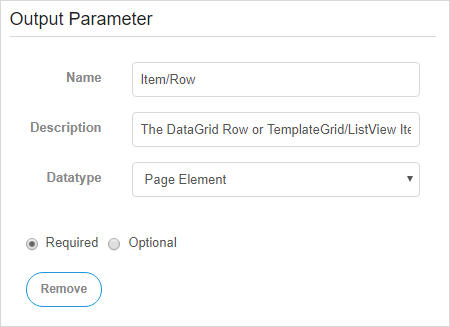 Output Parameter
Name Item/Row
Description The DataGrid Row or TemplateGrid/ListView Ite
Datatype Page Element
Required Optional
Remove